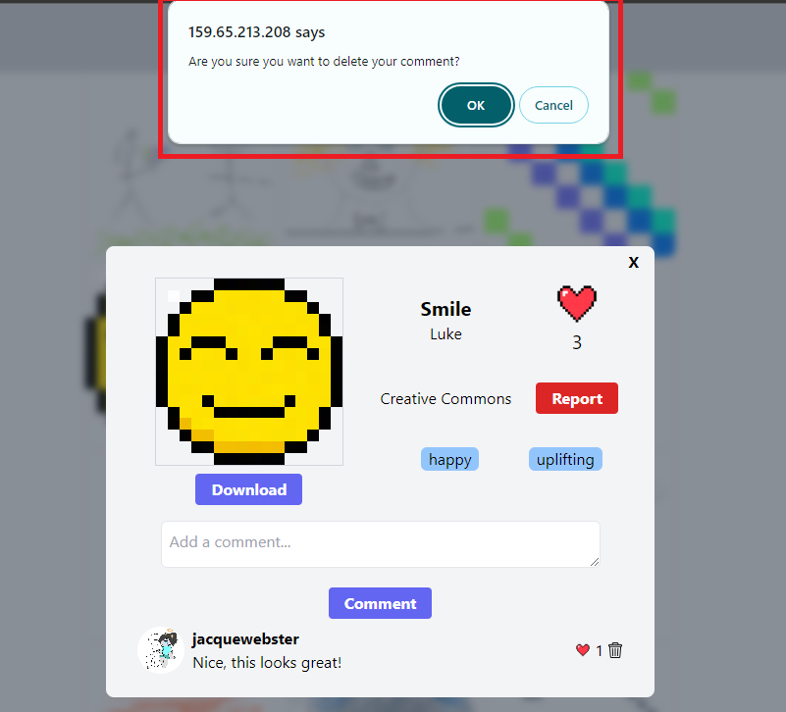 159.65.213.208 says
Are you sure you want to delete your comment?
OK Cancel
X
Smile
Luke
3
Creative Commons Report
happy uplifting
Download
Add a comment...
Comment
jacquewebster
Nice, this looks great!
1